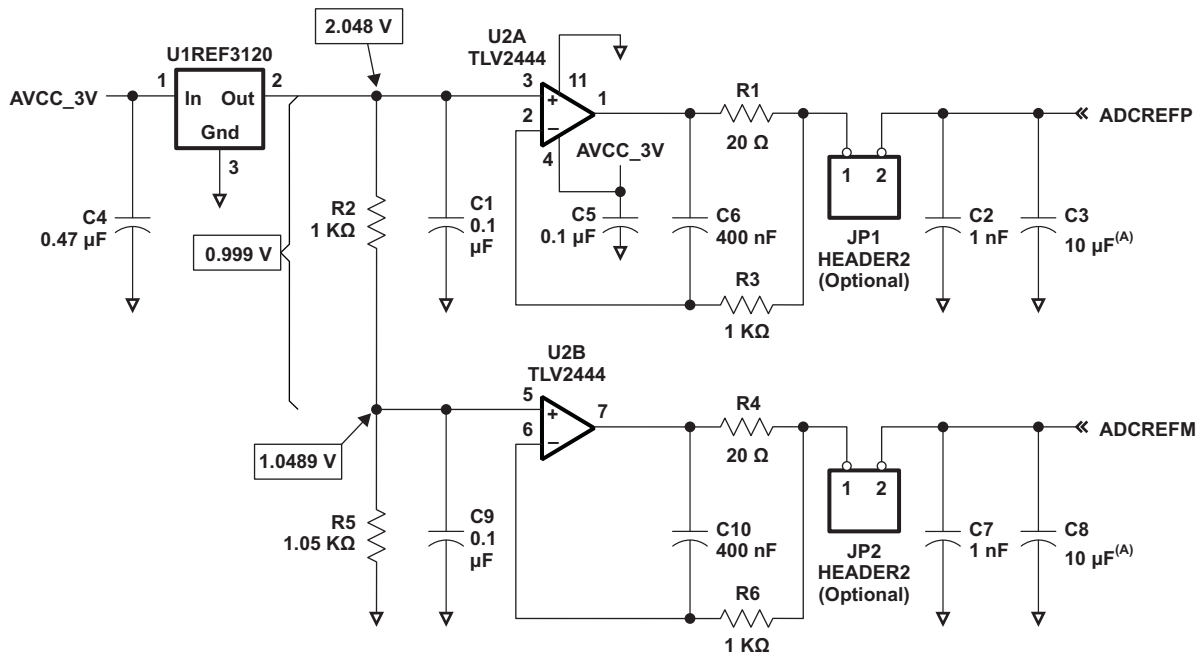 2.048 V
U1REF3120
1
2
AVCC_3V
In
Out
Gnd
3
C4
0.47 μF
0.999 V
R2
1 KΩ
C1
0.1
μF
U2A
TLV2444
3
+
11
1
2
−
4
AVCC_3V
C5
0.1 μF
C6
400 nF
R1
20 Ω
R3
1 KΩ
1
2
JP1
HEADER2
(Optional)
ADCREFP
C2
1 nF
C3
10 μF(A)
1.0489 V
R5
1.05 KΩ
C9
0.1
μF
U2B
TLV2444
5
+
7
6
−
R4
20 Ω
C10
400 nF
R6
1 KΩ
1
2
JP2
HEADER2
(Optional)
ADCREFM
C7
1 nF
C8
10 μF(A)